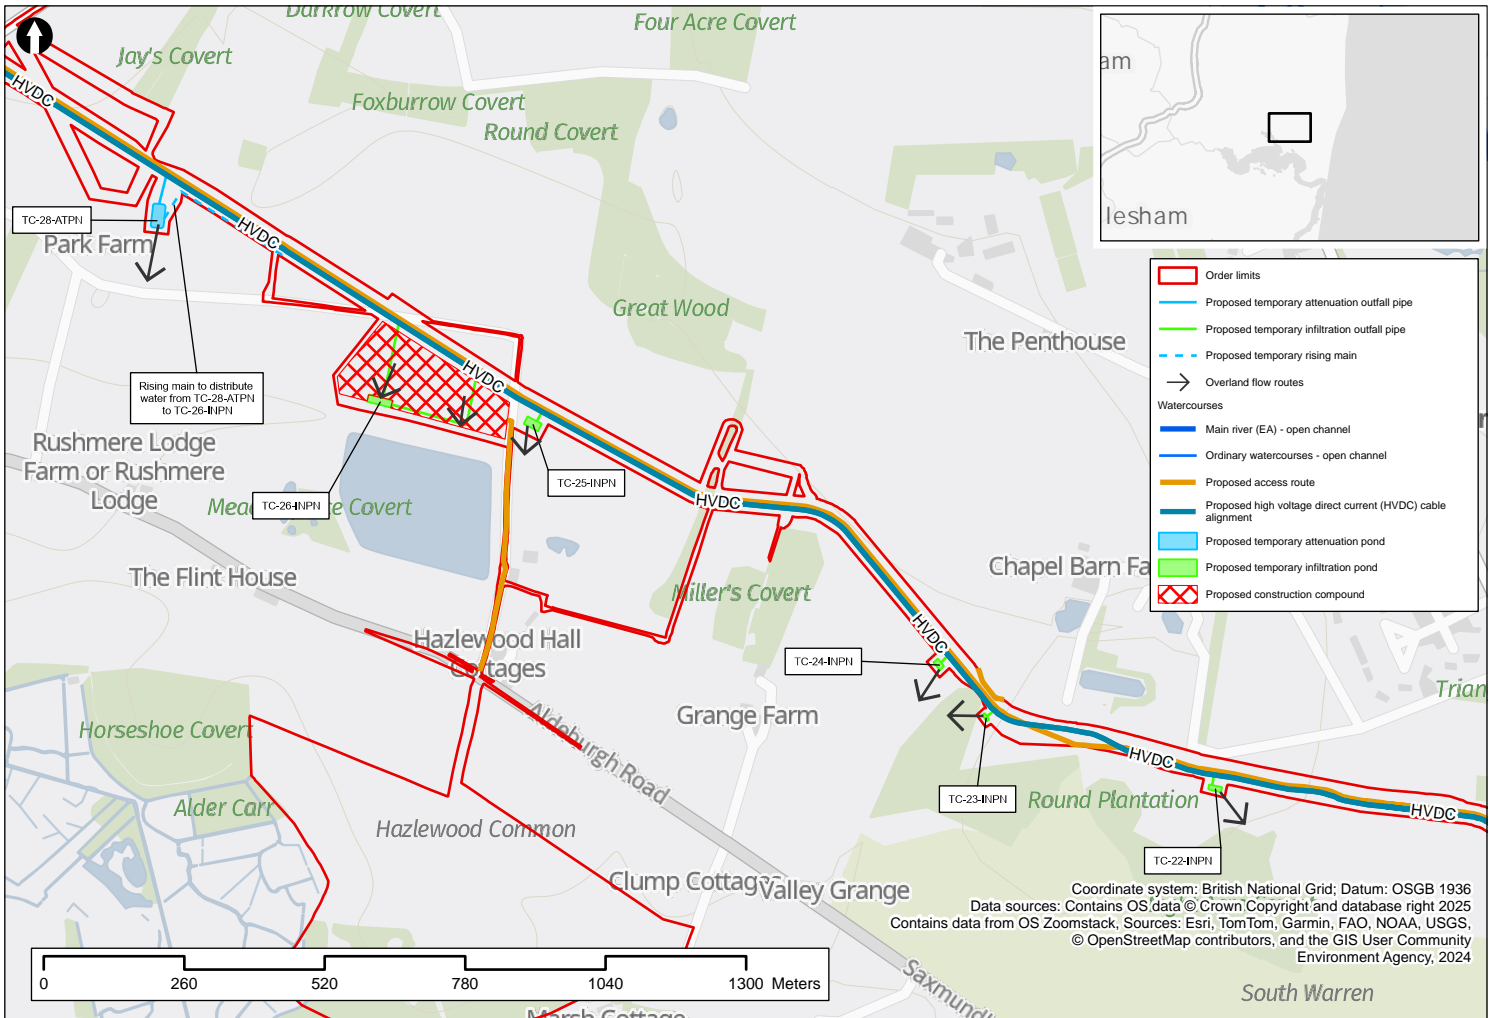 Darkrow Covert
Four Acre Covert
Jay's Covert
Foxburrow Covert
Round Covert
HVDC
TC-28-ATPN
Park Farm
HVDC
Great Wood
The Penthouse
Rising main to distribute
water from TC-28-ATPN
to TC-26-INPN
HVDC
Rushmere Lodge
Farm or Rushmere
Lodge
TC-25-INPN
TC-26-INPN
Covert
HVDC
The Flint House
Miller's Covert
Chapel Barn Fa
HVDC
Hazlewood Hall
Cottages
TC-24-INPN
Grange Farm
Trian
Horseshoe Covert
Aldeburgh Road
HVDC
TC-23-INPN
Round Plantation
HVDC
Alder Carr
Hazlewood Common
TC-22-INPN
Clump Cottages
Valley Grange
Saxmund
South Warren
Marsh Cottage
am
lesham
Order limits
Proposed temporary attenuation outfall pipe
Proposed temporary infiltration outfall pipe
Proposed temporary rising main
Overland flow routes
Watercourses
Main river (EA) - open channel
Ordinary watercourses - open channel
Proposed access route
Proposed high voltage direct current (HVDC) cable
alignment
Proposed temporary attenuation pond
Proposed temporary infiltration pond
Proposed construction compound
Coordinate system: British National Grid; Datum: OSGB 1936
Data sources: Contains OS data © Crown Copyright and database right 2025
Contains data from OS Zoomstack, Sources: Esri, TomTom, Garmin, FAO, NOAA, USGS,
© OpenStreetMap contributors, and the GIS User Community
Environment Agency, 2024
0 260 520 780 1040 1300 Meters